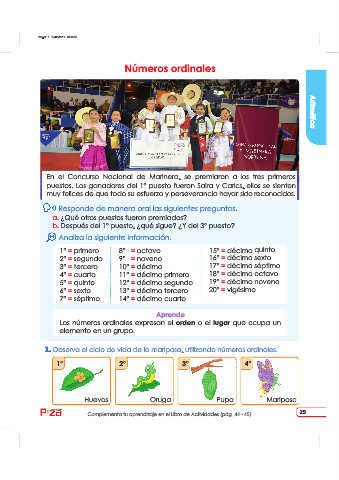 Números ordinales
Aritmética
En el Concurso Nacional de Marinera, se premiaron a los tres primeros
puestos. Los ganadores del 1° puesto fueron Saira y Carlos, ellos se sienten
muy felices de que todo su esfuerzo y perseverancia hayan sido reconocidos.
Responde de manera oral las siguientes preguntas.
a. ¿Qué otros puestos fueron premiados?
b. Después del 1° puesto, ¿qué sigue? ¿Y del 3° puesto?
Analiza la siguiente información.
1° = primero 8° = octavo 15° = décimo quinto
2° = segundo 9° = noveno 16° = décimo sexto
3° = tercero 10° = décimo 17° = décimo séptimo
4° = cuarto 11° = décimo primero 18° = décimo octavo
5° = quinto 12° = décimo segundo 19° = décimo noveno
6° = sexto 13° = décimo tercero 20° = vigésimo
7° = séptimo 14° = décimo cuarto
Aprende
Los números ordinales expresan el orden o el lugar que ocupa un
elemento en un grupo.
1. Observa el ciclo de vida de la mariposa, utilizando números ordinales.
1° 2° 3° 4°
Huevos Oruga Pupa Mariposa
Complementa tu aprendizaje en el Libro de Actividades (pág. 44 - 45)
25